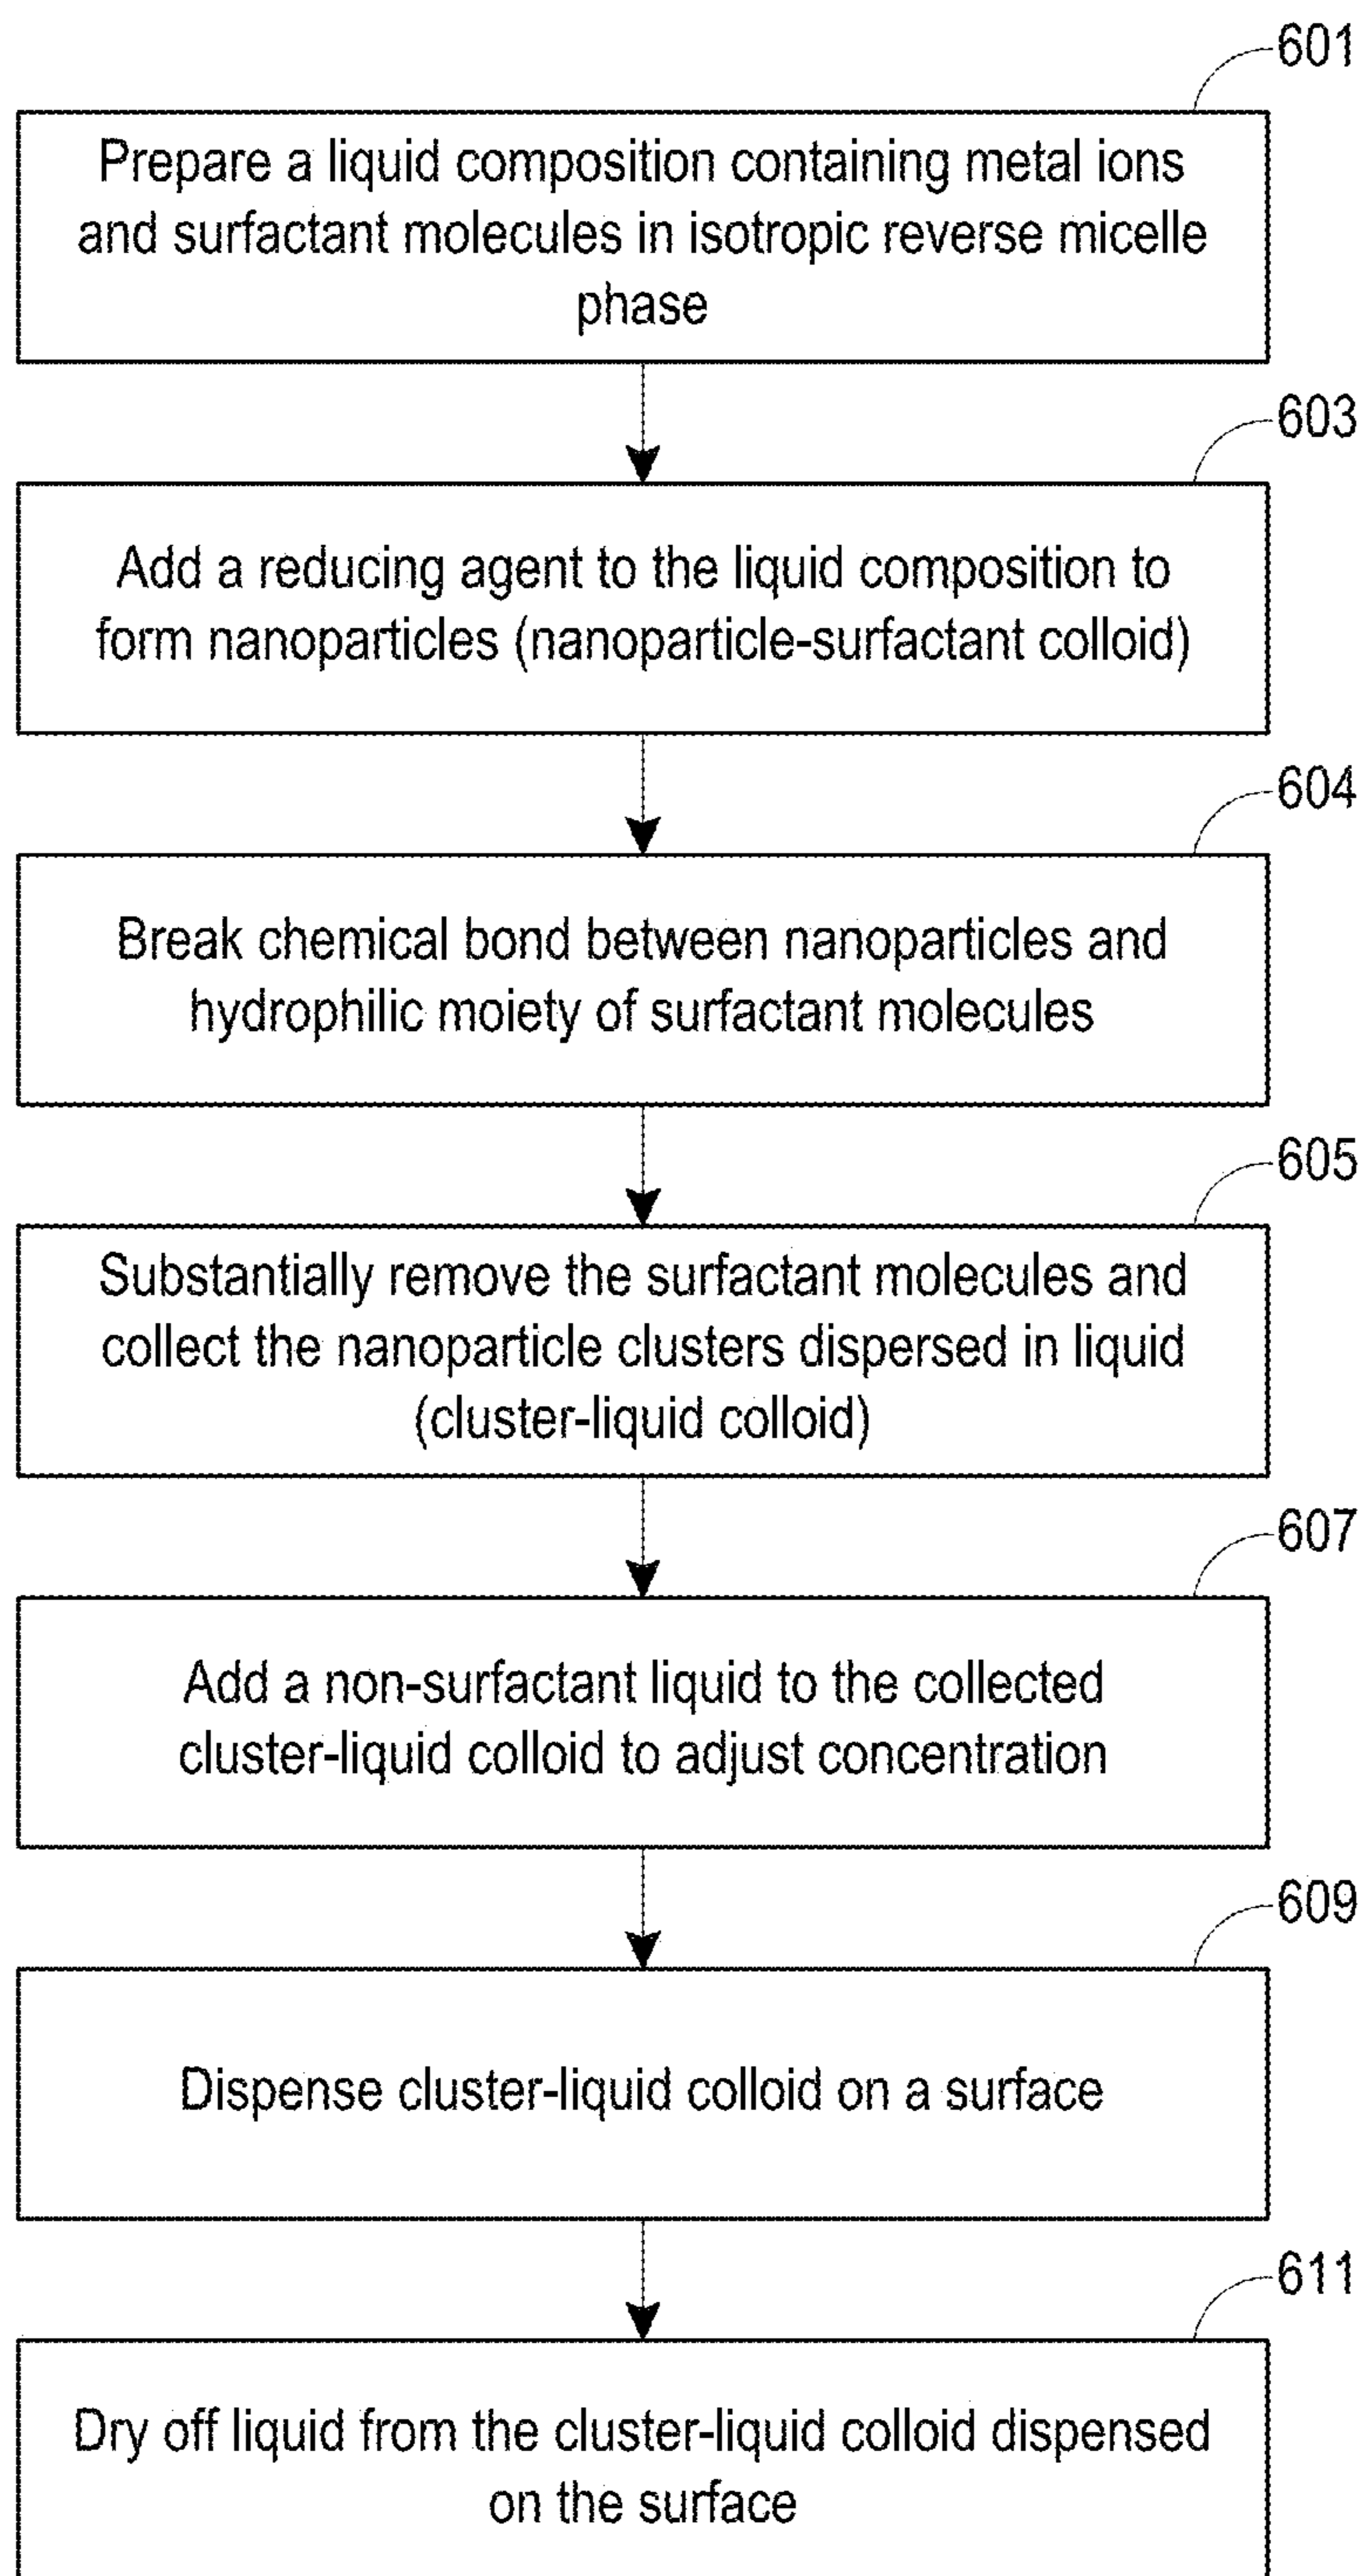 601
Prepare a liquid composition containing metal ions
and surfactant molecules in isotropic reverse micelle
phase
603
Add a reducing agent to the liquid composition to
form nanoparticles (nanoparticle-surfactant colloid)
604
Break chemical bond between nanoparticles and
hydrophilic moiety of surfactant molecules
605
Substantially remove the surfactant molecules and
collect the nanoparticle clusters dispersed in liquid
(cluster-liquid colloid)
607
Add a non-surfactant liquid to the collected
cluster-liquid colloid to adjust concentration
609
Dispense cluster-liquid colloid on a surface
611
Dry off liquid from the cluster-liquid colloid dispensed
on the surface